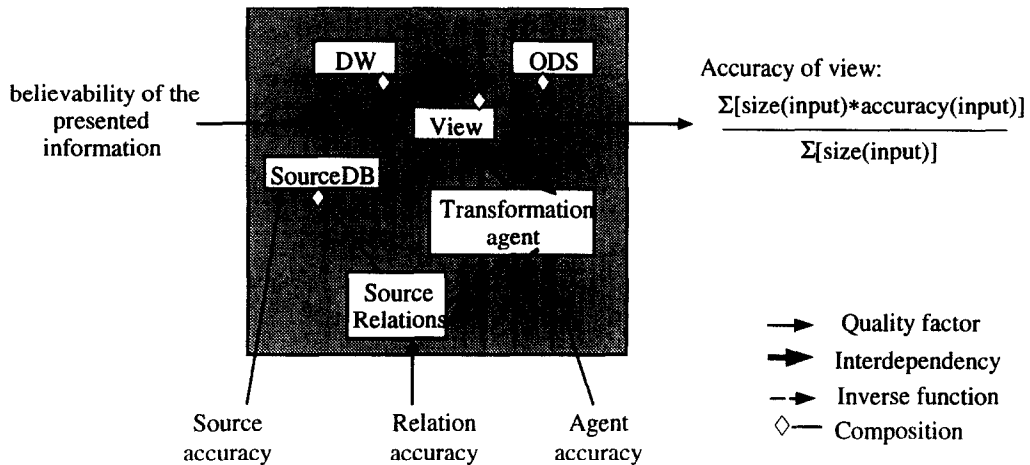 DW
ODS
View
believability of the
presented
information
Accuracy of view:
Σ[size(input)*accuracy(input)]
Σ[size(input)]
SourceDB
Transformation
agent
Source
Relations
Quality factor
Interdependency
Inverse function
Composition
Source
accuracy
Relation
accuracy
Agent
accuracy